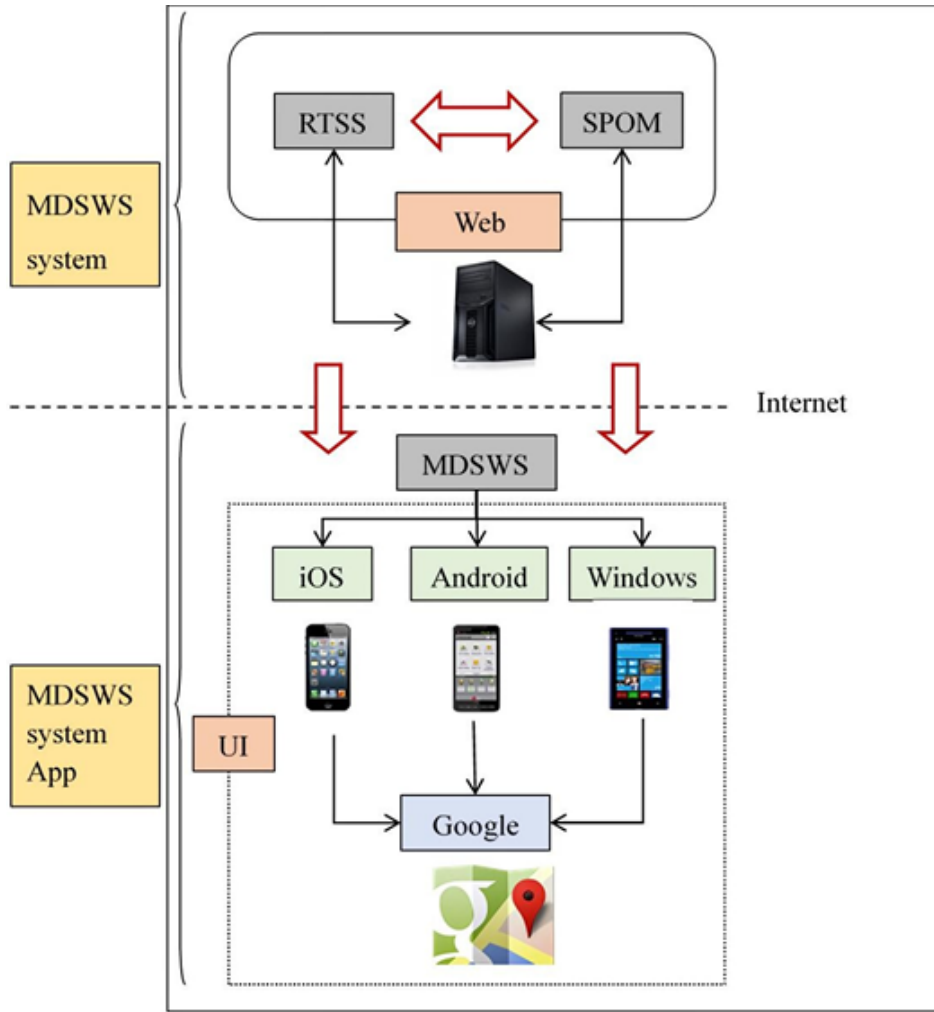 RTSS
SPOM
MDSWS
system
Web
Internet
MDSWS
iOS
Android
Windows
MDSWS
system
App
UI
Google
g